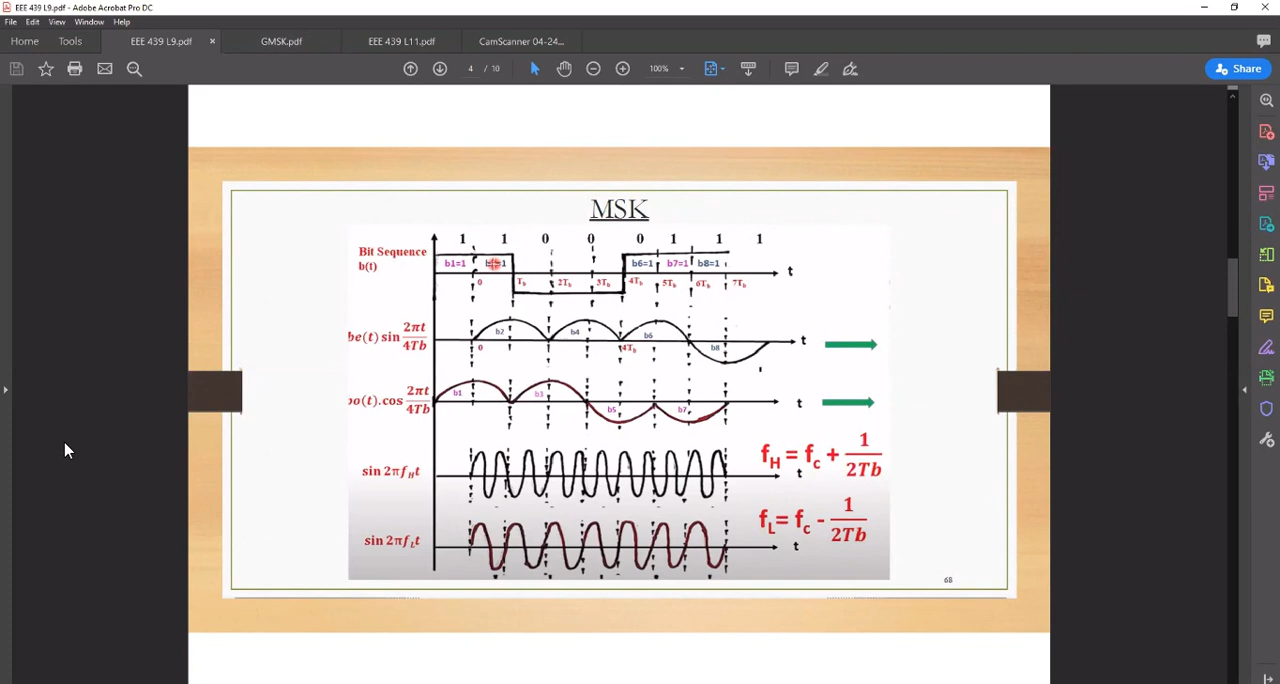 EEE 439 L9.pdf - Adobe Acrobat Pro DC
File Edit View Window Help
Home Tools EEE 439 L9.pdf × GMSK.pdf EEE 439 L11.pdf CamScanner 04-24...
4 / 10 100% Share
MSK
1 1 0 0 0 1 1 1
Bit Sequence
b(t)
b1=1 =1 b6=1 b7=1 b8=1 t
0 Tb 2Tb 3Tb 4Tb 5Tb 6Tb 7Tb
be(t) sin 2πt/4Tb b2 b4 b6 b8 t
0 4Tb
bo(t).cos 2πt/4Tb b1 b3 b5 b7 t
sin 2πfHt t
fH = fc + 1/2Tb
sin 2πfLt t
fL= fc - 1/2Tb
68